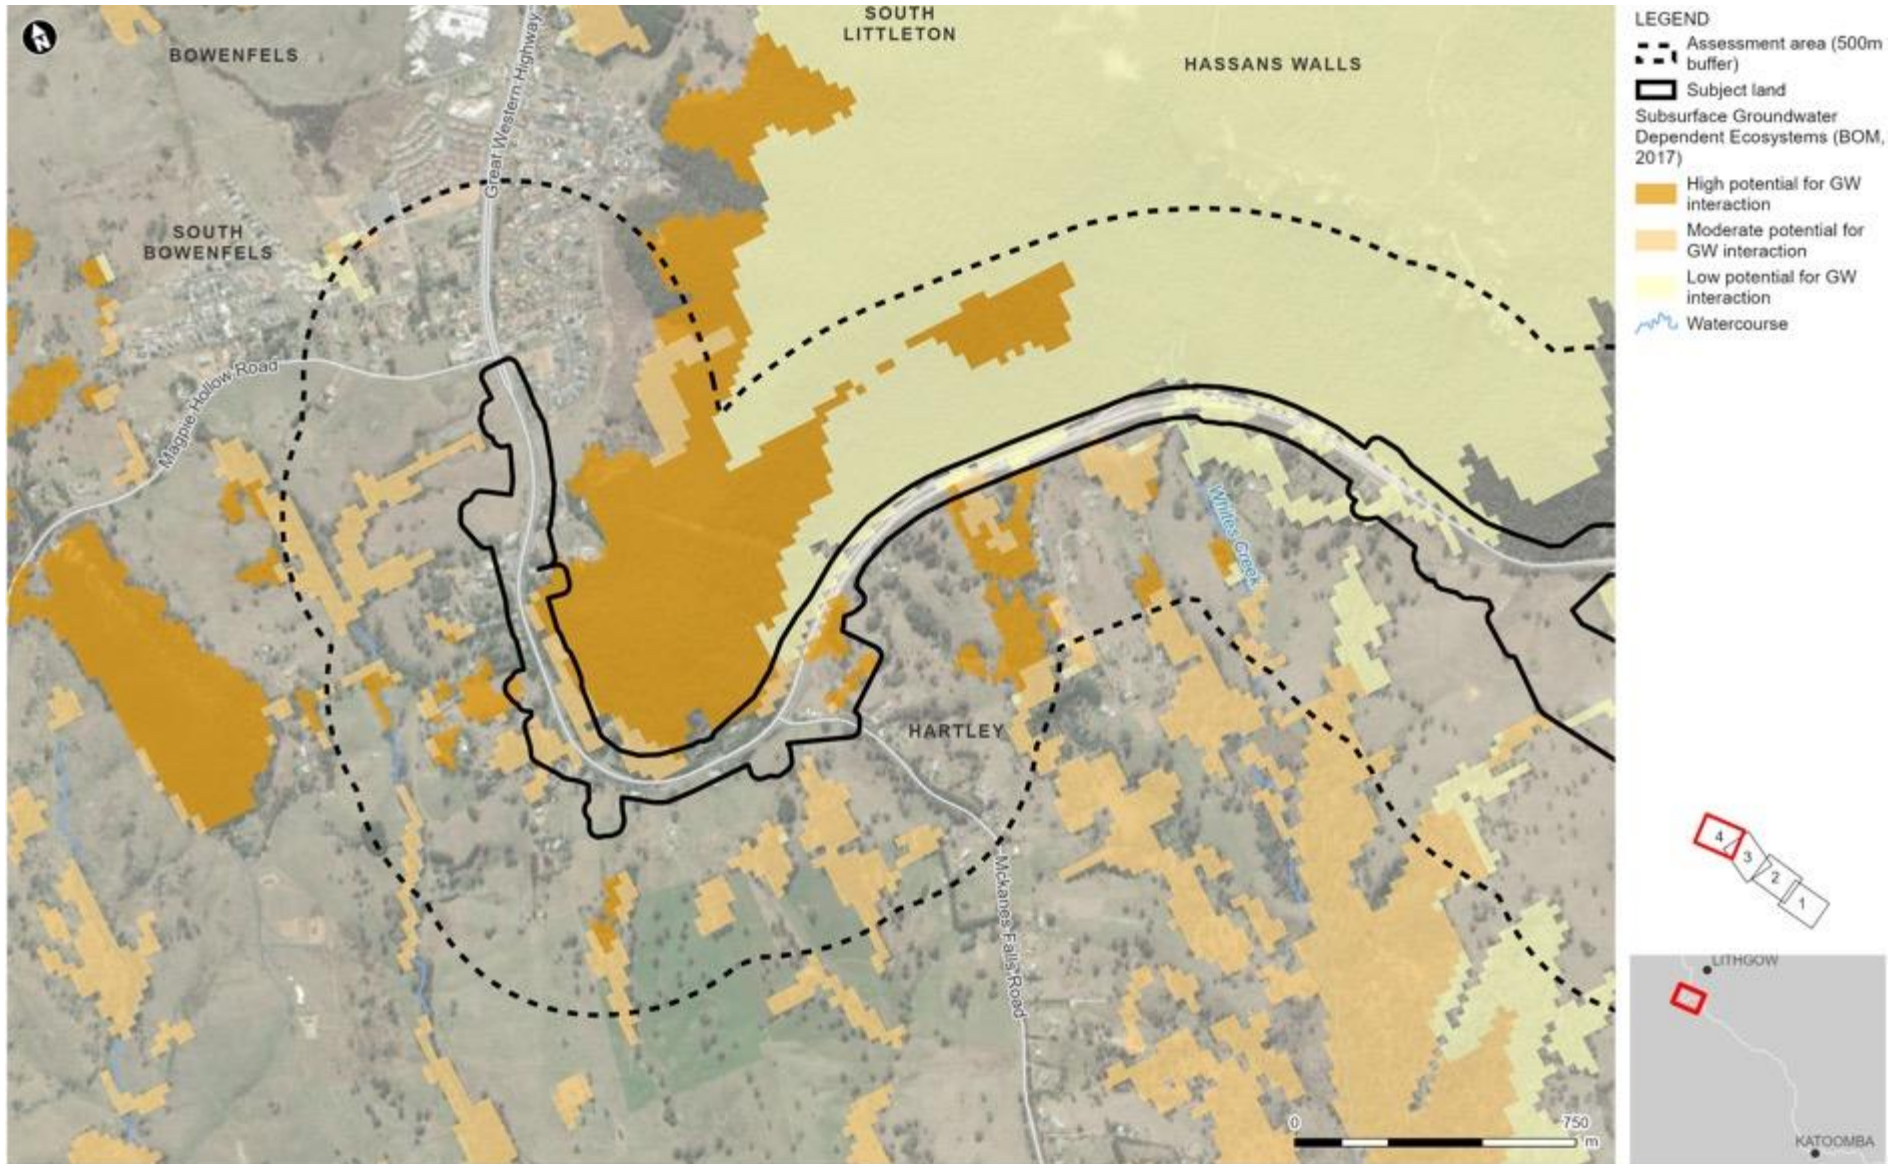 SOUTH
LITTLETON
BOWENFELS
HASSANS WALLS
Great Western Highway
SOUTH
BOWENFELS
Magpie Hollow Road
Whites Creek
HARTLEY
Mckanes Falls Road
0
750
m
LEGEND
Assessment area (500m
buffer)
Subject land
Subsurface Groundwater
Dependent Ecosystems (BOM,
2017)
High potential for GW
interaction
Moderate potential for
GW interaction
Low potential for GW
interaction
Watercourse
4
3
2
1
LITHGOW
KATOOMBA
N